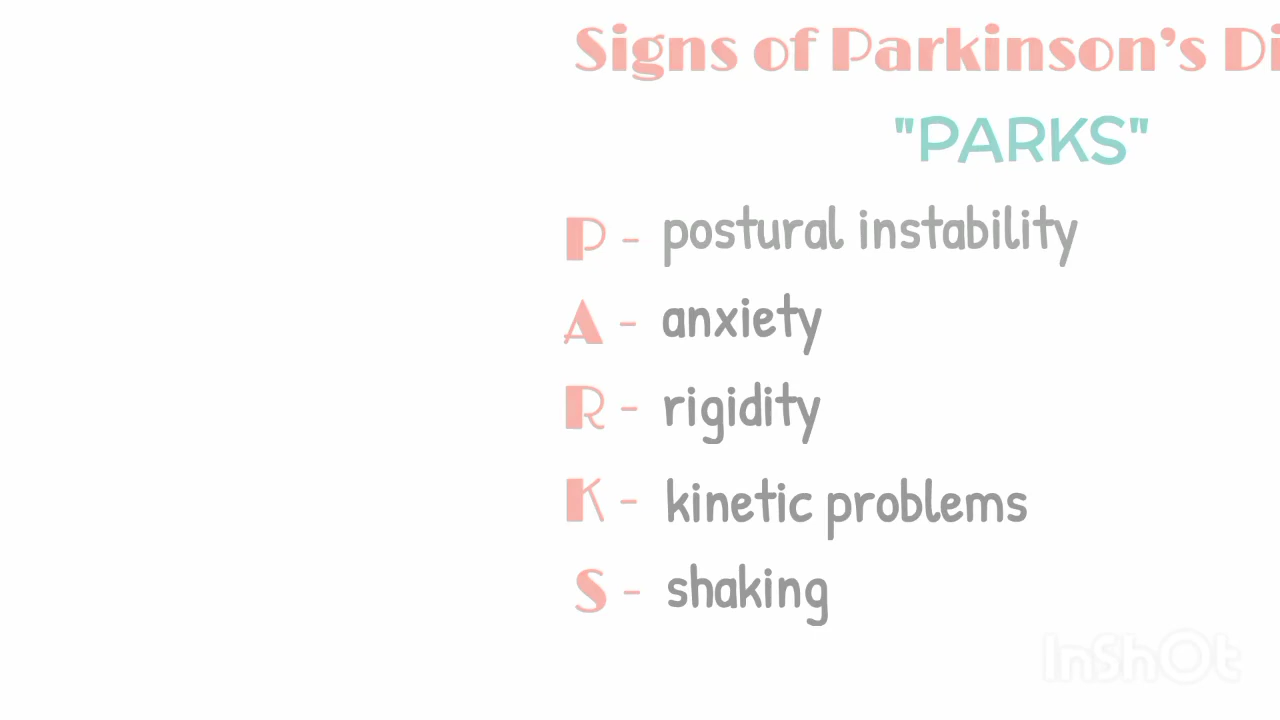 Signs of Parkinson's Di
"PARKS"
P - postural instability
A - anxiety
R - rigidity
K - kinetic problems
S - shaking
InShOt